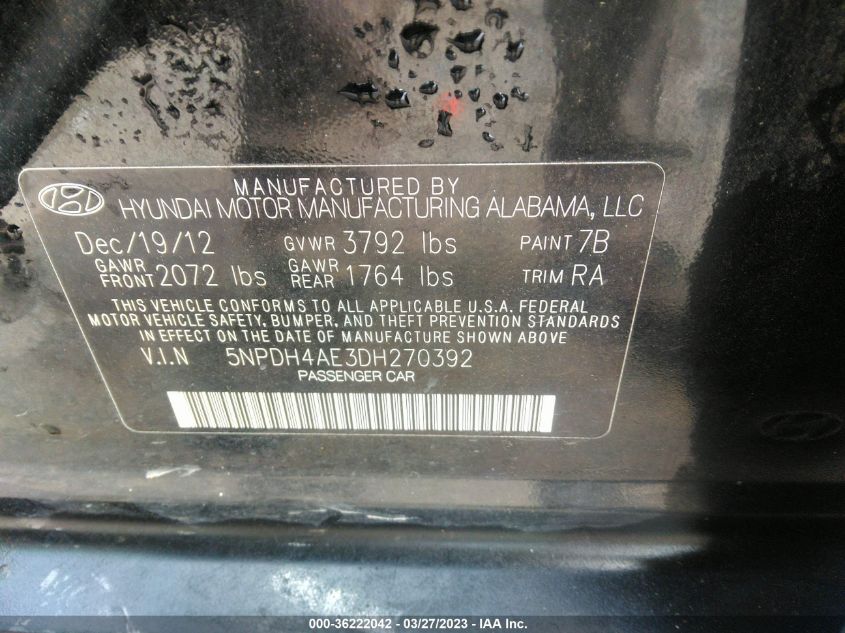 MANUFACTURED BY
HYUNDAI MOTOR MANUFACTURING ALABAMA, LLC
Dec/19/12 GVWR 3792 lbs PAINT 7B
GAWR FRONT 2072 lbs GAWR REAR 1764 lbs TRIM RA
THIS VEHICLE CONFORMS TO ALL APPLICABLE U.S.A. FEDERAL
MOTOR VEHICLE SAFETY, BUMPER, AND THEFT PREVENTION STANDARDS
IN EFFECT ON THE DATE OF MANUFACTURE SHOWN ABOVE.
V.I.N 5NPDH4AE3DH270392
PASSENGER CAR
000-36222042 - 03/27/2023 - IAA Inc.